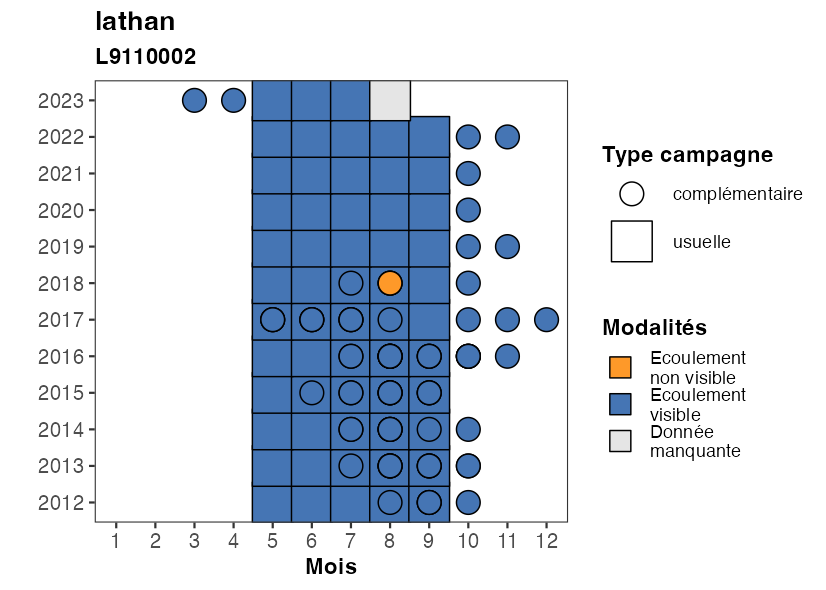 lathan
L9110002
2023
2022
2021
2020
2019
2018
2017
2016
2015
2014
2013
2012
1 2 3 4 5 6 7 8 9 10 11 12
Mois
Type campagne
complémentaire
usuelle
Modalités
Ecoulement
non visible
Ecoulement
visible
Donnée
manquante